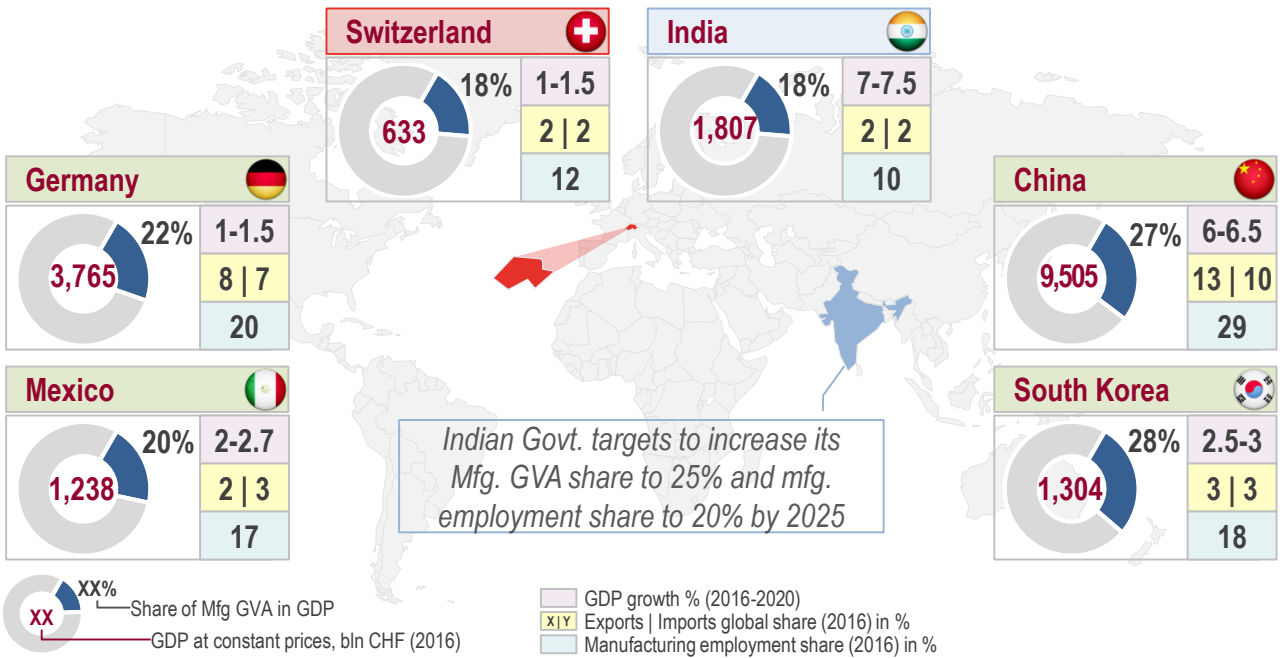 Switzerland
18%
633
1-1.5
2 | 2
12
India
18%
1,807
7-7.5
2 | 2
10
Germany
22%
3,765
1-1.5
8 | 7
20
China
27%
9,505
6-6.5
13 | 10
29
Mexico
20%
1,238
2-2.7
2 | 3
17
Indian Govt. targets to increase its
Mfg. GVA share to 25% and mfg.
employment share to 20% by 2025
South Korea
28%
1,304
2.5-3
3 | 3
18
XX%
XX
Share of Mfg GVA in GDP
GDP at constant prices, bln CHF (2016)
GDP growth % (2016-2020)
X|Y Exports | Imports global share (2016) in %
Manufacturing employment share (2016) in %